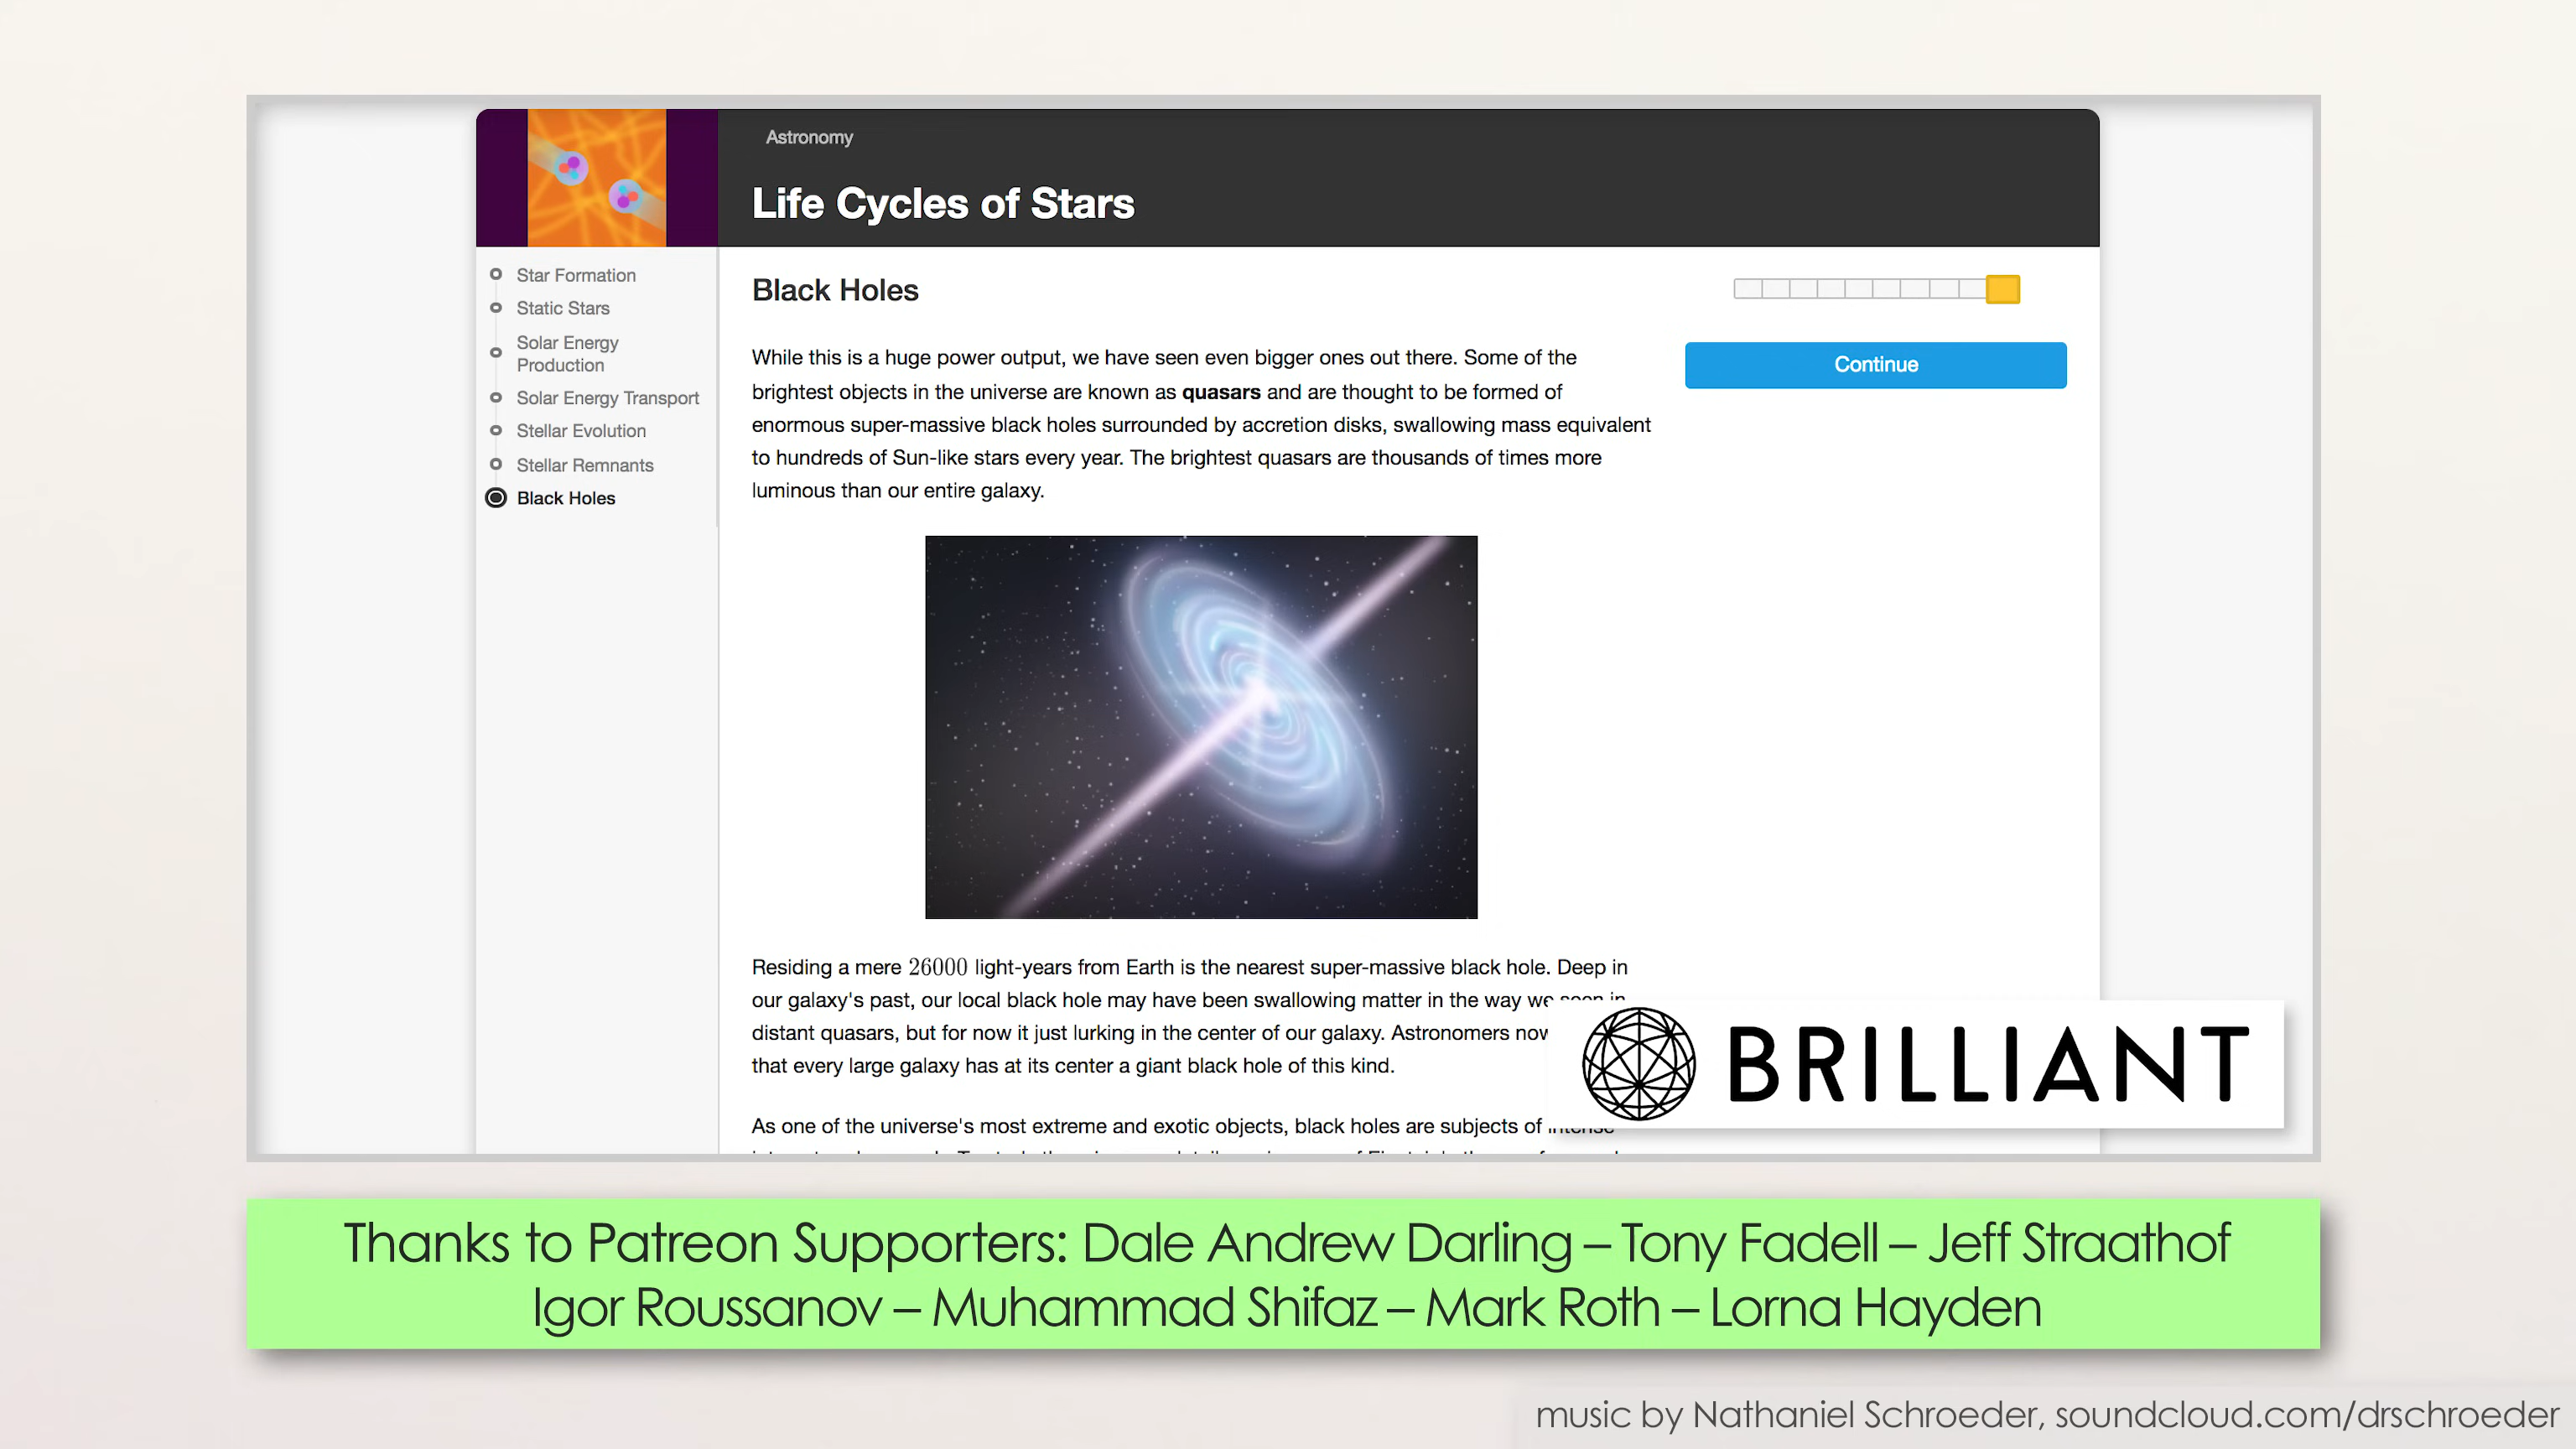 Astronomy
Life Cycles of Stars
Star Formation
Static Stars
Solar Energy
Production
Solar Energy Transport
Stellar Evolution
Stellar Remnants
Black Holes
Black Holes
Continue
While this is a huge power output, we have seen even bigger ones out there. Some of the
brightest objects in the universe are known as quasars and are thought to be formed of
enormous super-massive black holes surrounded by accretion disks, swallowing mass equivalent
to hundreds of Sun-like stars every year. The brightest quasars are thousands of times more
luminous than our entire galaxy.
Residing a mere 26000 light-years from Earth is the nearest super-massive black hole. Deep in
our galaxy's past, our local black hole may have been swallowing matter in the way we seen in
distant quasars, but for now it just lurking in the center of our galaxy. Astronomers now
that every large galaxy has at its center a giant black hole of this kind.
As one of the universe's most extreme and exotic objects, black holes are subjects of intense
BRILLIANT
Thanks to Patreon Supporters: Dale Andrew Darling – Tony Fadell – Jeff Straathof
Igor Roussanov – Muhammad Shifaz – Mark Roth – Lorna Hayden
music by Nathaniel Schroeder, soundcloud.com/drschroeder